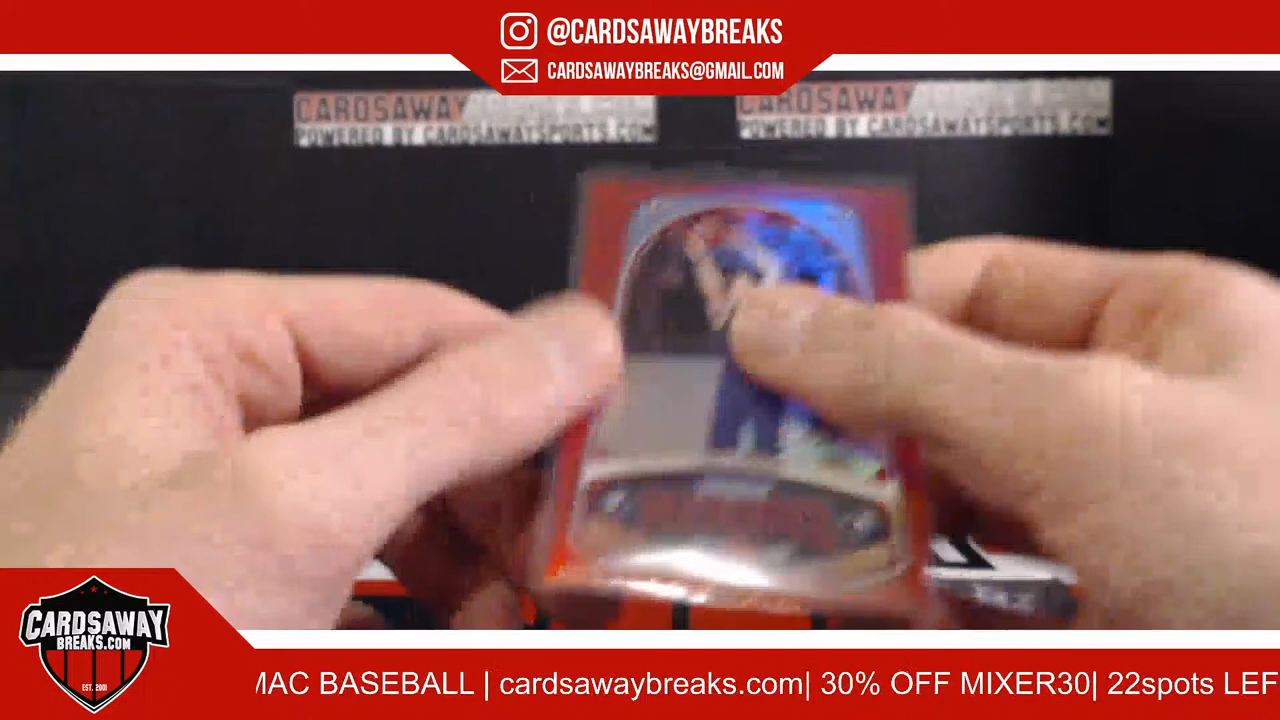 @CARDSAWAYBREAKS
CARDSAWAYBREAKS@GMAIL.COM
CARDSAWAY
CARDSAWAY
POWERED BY CARDSAWAYSPORTS.COM
POWERED BY CARDSAWAYSPORTS.COM
CARDSAWAY
BREAKS.COM
EST. 2001
MAC BASEBALL | cardsawaybreaks.com| 30% OFF MIXER30| 22spots LEF